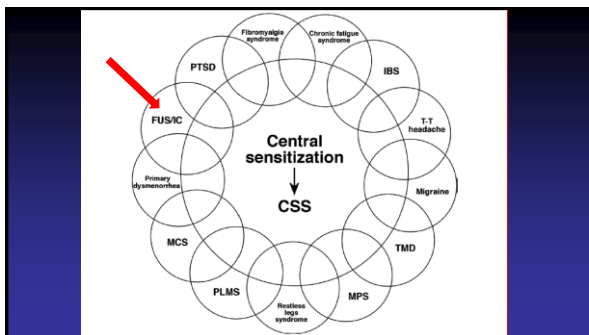 Fibromyalgia
syndrome
Chronic fatigue
syndrome
PTSD
IBS
FUS/IC
T-T
headache
Central
sensitization
CSS
Primary
dysmenorrhea
Migraine
MCS
TMD
PLMS
MPS
Restless
legs
syndrome